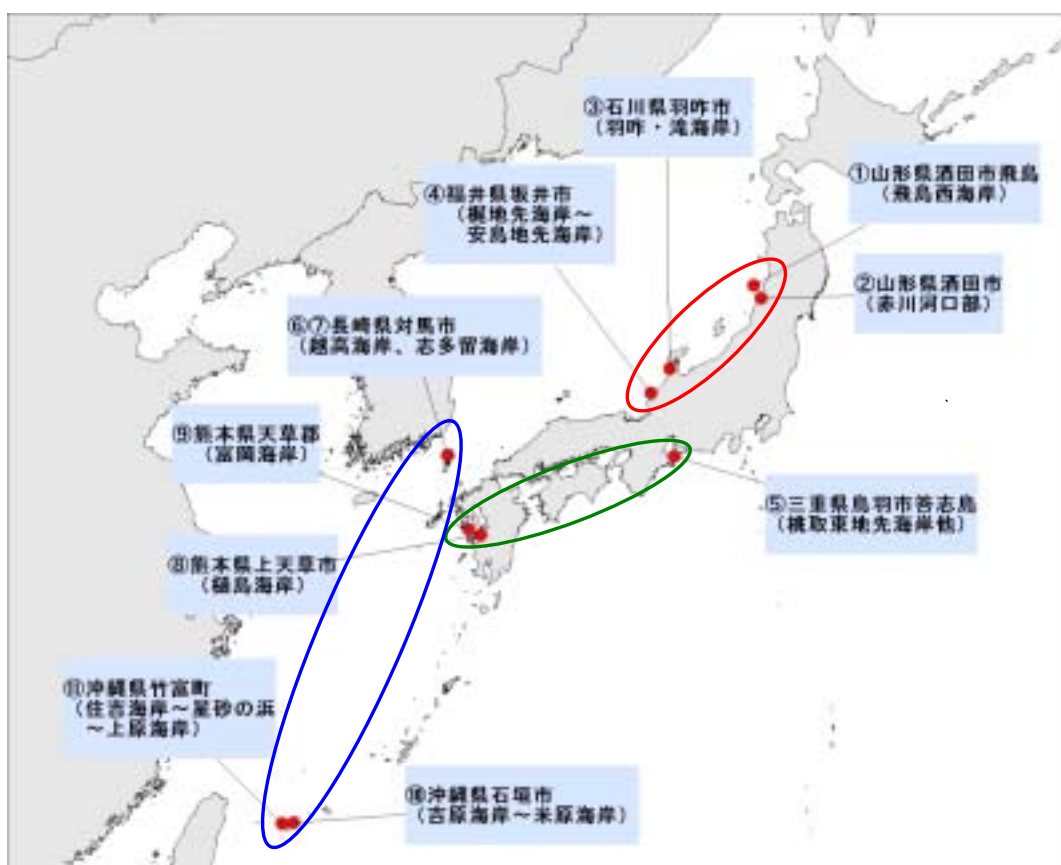 ③石川県羽咋市
(羽咋・滝海岸)
①山形県酒田市飛島
(飛島西海岸)
④福井県坂井市
(梶地先海岸～
安島地先海岸)
②山形県酒田市
(赤川河口部)
⑥⑦長崎県対馬市
(越高海岸、志多留海岸)
⑨熊本県天草郡
(富岡海岸)
⑤三重県鳥羽市答志島
(桃取東地先海岸他)
⑧熊本県上天草市
(樋島海岸)
⑪沖縄県竹富町
(住吉海岸～星砂の浜
～上原海岸)
⑩沖縄県石垣市
(吉原海岸～米原海岸)